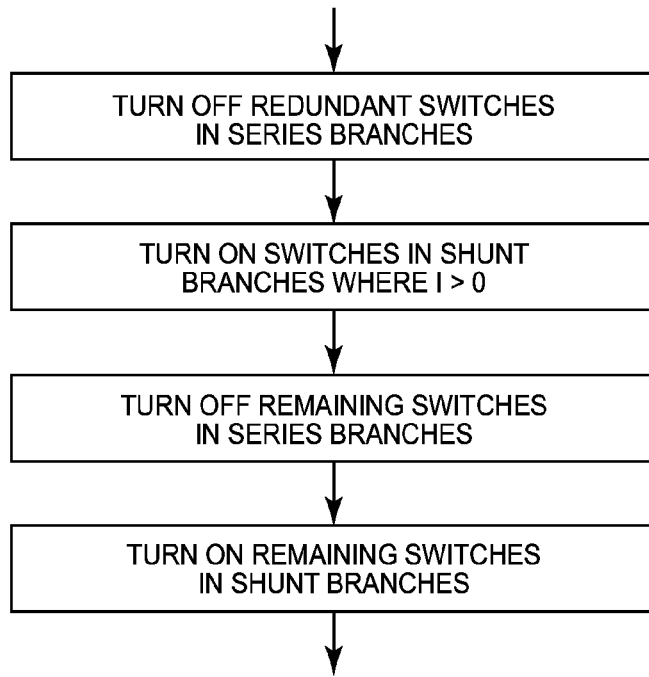 TURN OFF REDUNDANT SWITCHES
IN SERIES BRANCHES
TURN ON SWITCHES IN SHUNT
BRANCHES WHERE I > 0
TURN OFF REMAINING SWITCHES
IN SERIES BRANCHES
TURN ON REMAINING SWITCHES
IN SHUNT BRANCHES